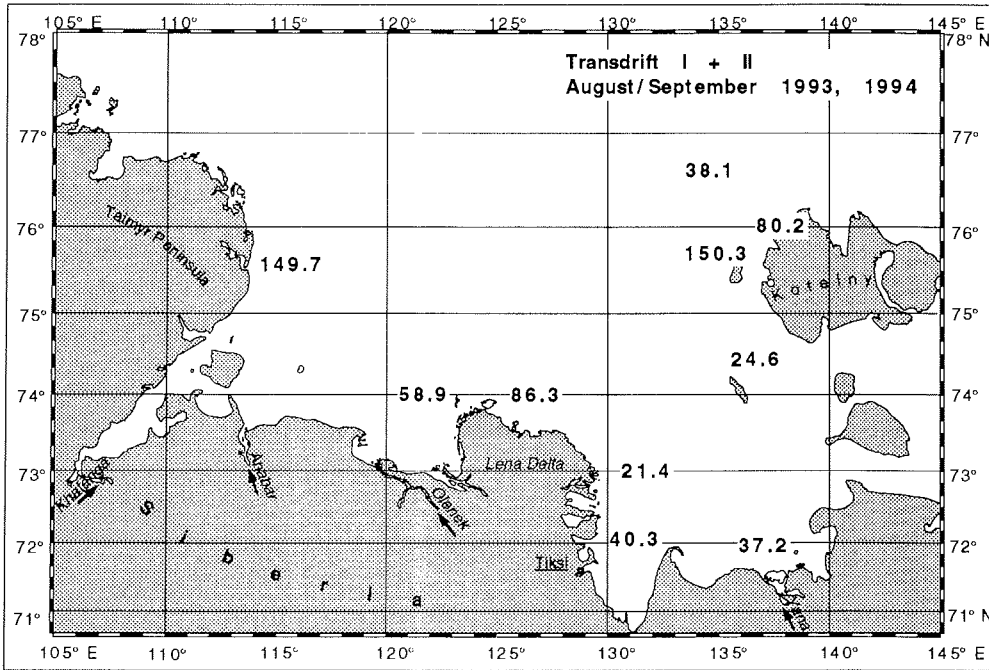 105° E 110° 115° 120° 125° 130° 135° 140° 145° E
78° 78° N
Transdrift I + II
August/September 1993, 1994
77° 77°
38.1
76° 76°
80.2
Taimyr Peninsula
150.3
149.7
Kotelny
75° 75°
24.6
74° 74°
58.9 86.3
Lena Delta
73° 73°
21.4
Khatanga
Anabar
Olenek
Siberia
72° 72°
40.3 37.2
Tiksi
71° 71° N
105° E 110° 115° 120° 125° 130° 135° 140° 145° E